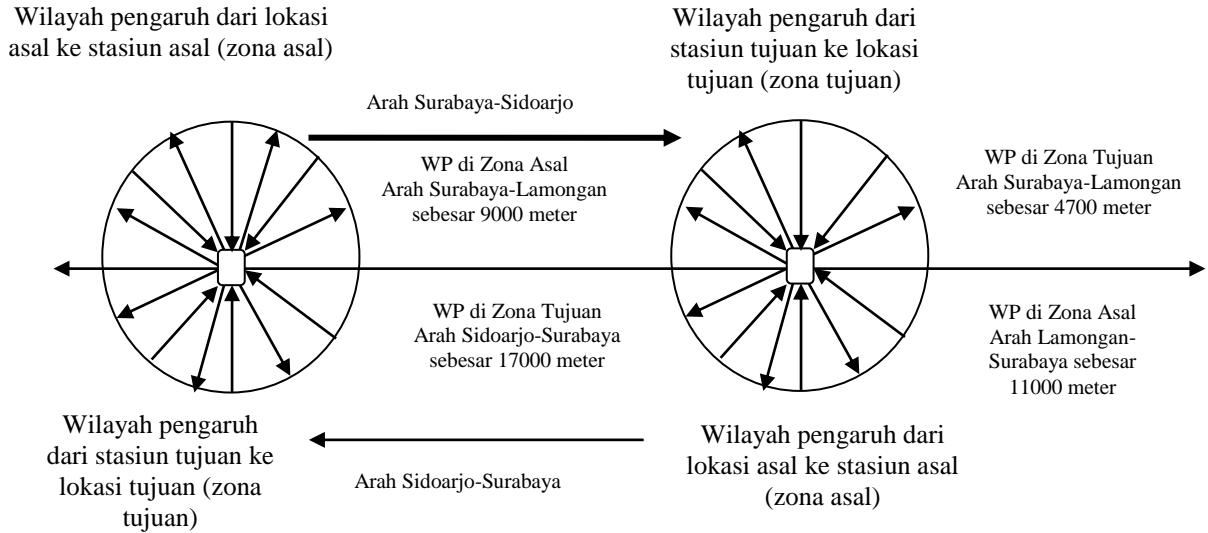 Wilayah pengaruh dari lokasi
asal ke stasiun asal (zona asal)
Wilayah pengaruh dari
stasiun tujuan ke lokasi
tujuan (zona tujuan)
Arah Surabaya-Sidoarjo
WP di Zona Asal
Arah Surabaya-Lamongan
sebesar 9000 meter
WP di Zona Tujuan
Arah Surabaya-Lamongan
sebesar 4700 meter
WP di Zona Tujuan
Arah Sidoarjo-Surabaya
sebesar 17000 meter
WP di Zona Asal
Arah Lamongan-
Surabaya sebesar
11000 meter
Wilayah pengaruh
dari stasiun tujuan ke
lokasi tujuan (zona
tujuan)
Arah Sidoarjo-Surabaya
Wilayah pengaruh dari
lokasi asal ke stasiun asal
(zona asal)